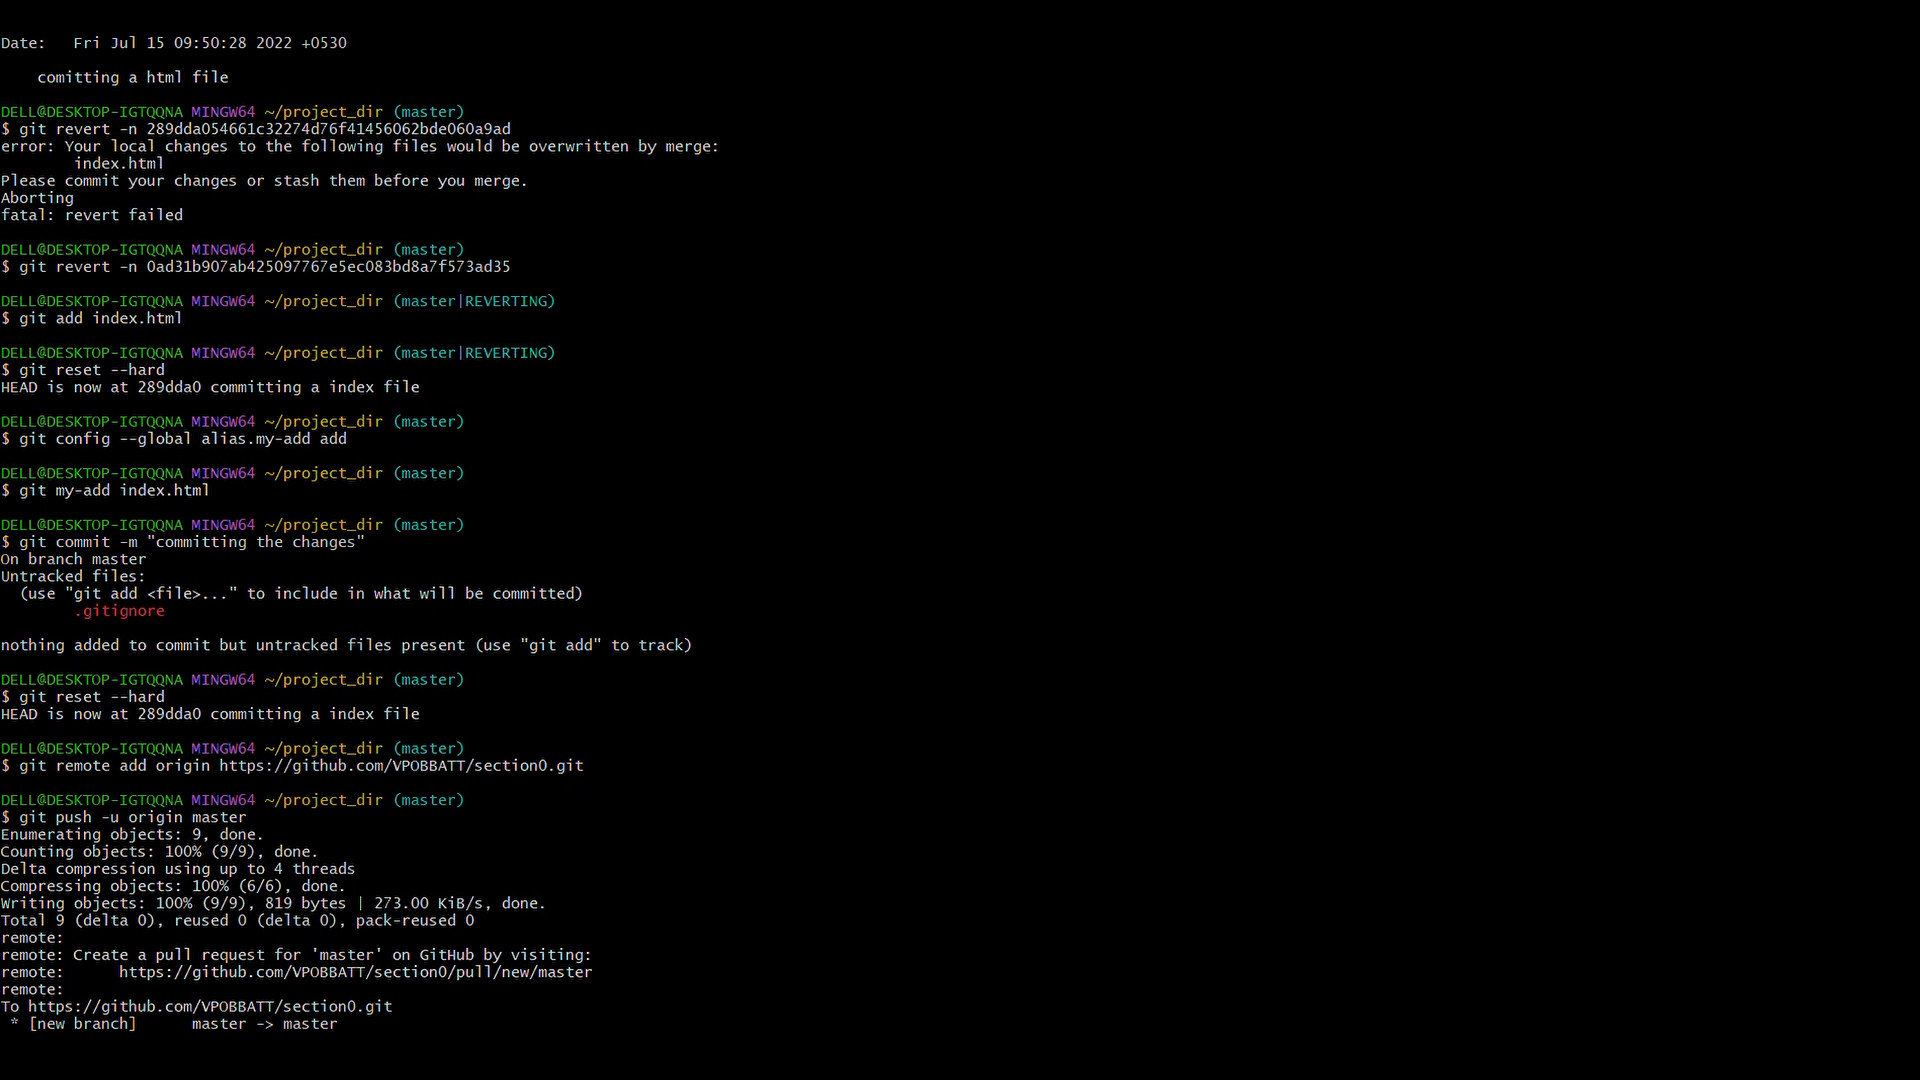 Date:   Fri Jul 15 09:50:28 2022 +0530
    comitting a html file
DELL@DESKTOP-IGTQQNA MINGW64 ~/project_dir (master)
$ git revert -n 289dda054661c32274d76f41456062bde060a9ad
error: Your local changes to the following files would be overwritten by merge:
        index.html
Please commit your changes or stash them before you merge.
Aborting
fatal: revert failed
DELL@DESKTOP-IGTQQNA MINGW64 ~/project_dir (master)
$ git revert -n 0ad31b907ab425097767e5ec083bd8a7f573ad35
DELL@DESKTOP-IGTQQNA MINGW64 ~/project_dir (master|REVERTING)
$ git add index.html
DELL@DESKTOP-IGTQQNA MINGW64 ~/project_dir (master|REVERTING)
$ git reset --hard
HEAD is now at 289dda0 committing a index file
DELL@DESKTOP-IGTQQNA MINGW64 ~/project_dir (master)
$ git config --global alias.my-add add
DELL@DESKTOP-IGTQQNA MINGW64 ~/project_dir (master)
$ git my-add index.html
DELL@DESKTOP-IGTQQNA MINGW64 ~/project_dir (master)
$ git commit -m "committing the changes"
On branch master
Untracked files:
  (use "git add <file>..." to include in what will be committed)
        .gitignore
nothing added to commit but untracked files present (use "git add" to track)
DELL@DESKTOP-IGTQQNA MINGW64 ~/project_dir (master)
$ git reset --hard
HEAD is now at 289dda0 committing a index file
DELL@DESKTOP-IGTQQNA MINGW64 ~/project_dir (master)
$ git remote add origin https://github.com/VPOBBATT/section0.git
DELL@DESKTOP-IGTQQNA MINGW64 ~/project_dir (master)
$ git push -u origin master
Enumerating objects: 9, done.
Counting objects: 100% (9/9), done.
Delta compression using up to 4 threads
Compressing objects: 100% (6/6), done.
Writing objects: 100% (9/9), 819 bytes | 273.00 KiB/s, done.
Total 9 (delta 0), reused 0 (delta 0), pack-reused 0
remote:
remote: Create a pull request for 'master' on GitHub by visiting:
remote:      https://github.com/VPOBBATT/section0/pull/new/master
remote:
To https://github.com/VPOBBATT/section0.git
 * [new branch]      master -> master